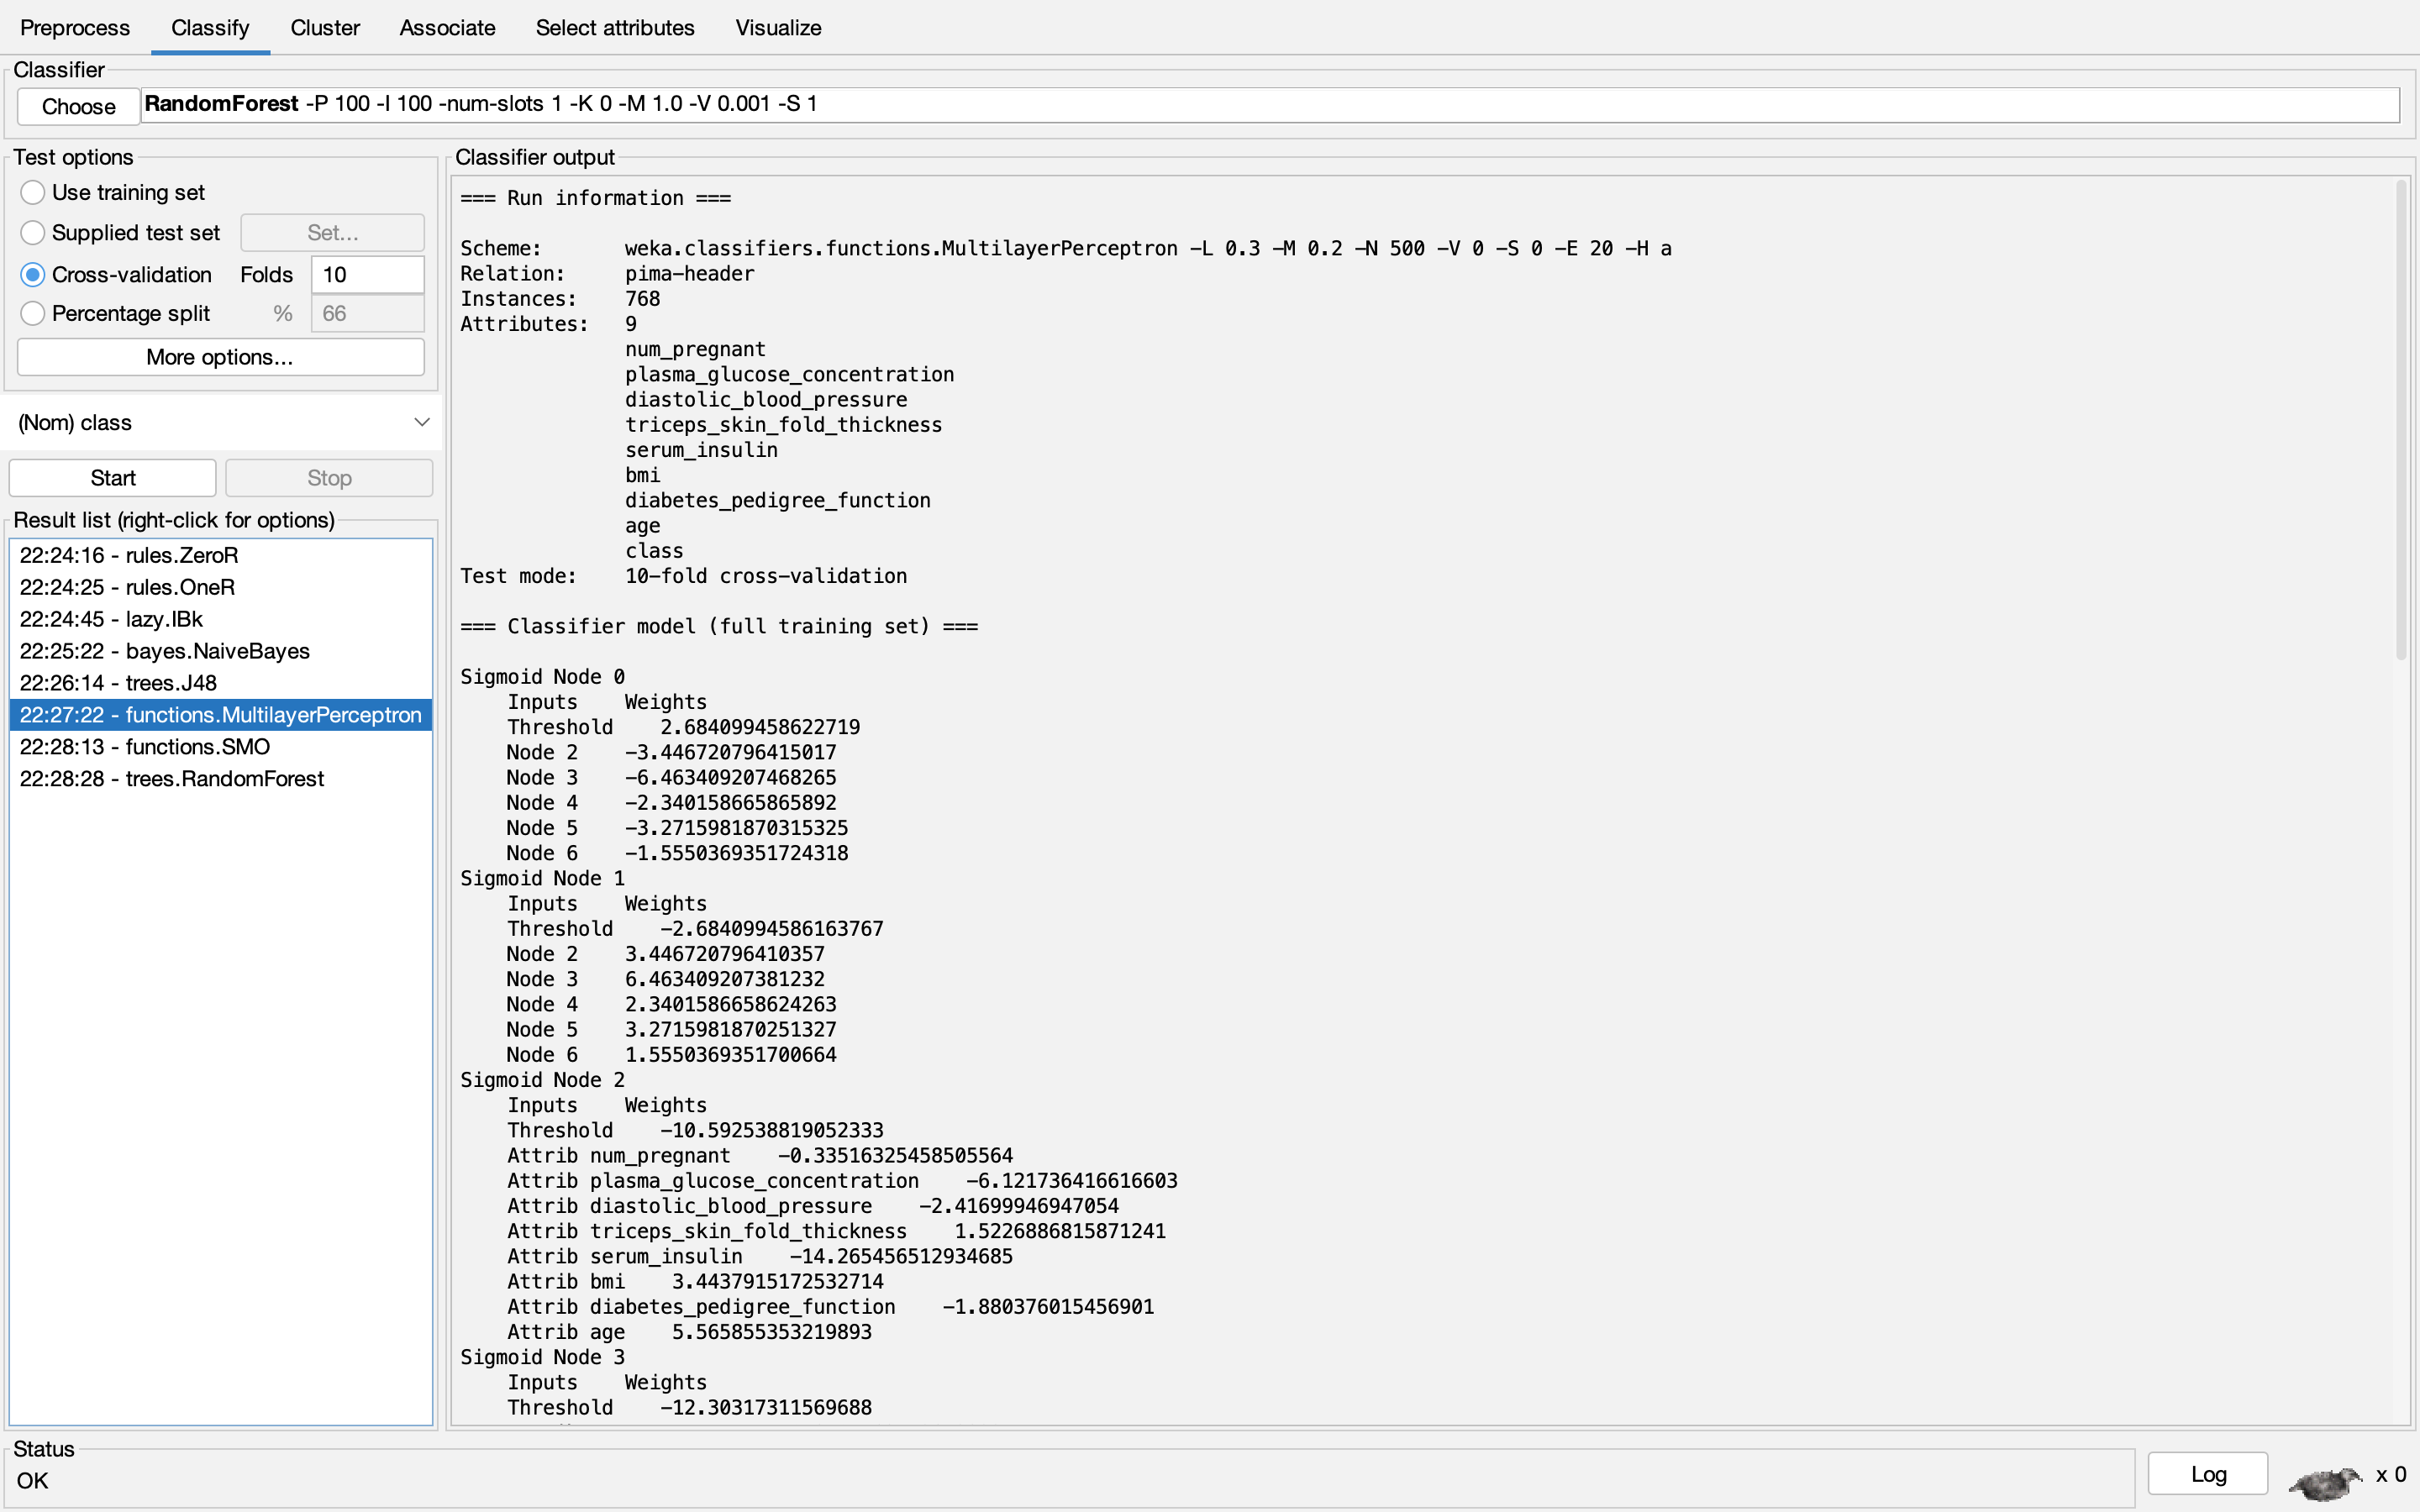 Preprocess Classify Cluster Associate Select attributes Visualize
Classifier
Choose RandomForest -P 100 -I 100 -num-slots 1 -K 0 -M 1.0 -V 0.001 -S 1
Test options
Use training set
Supplied test set Set...
Cross-validation Folds 10
Percentage split % 66
More options...
(Nom) class
Start Stop
Result list (right-click for options)
22:24:16 - rules.ZeroR
22:24:25 - rules.OneR
22:24:45 - lazy.IBk
22:25:22 - bayes.NaiveBayes
22:26:14 - trees.J48
22:27:22 - functions.MultilayerPerceptron
22:28:13 - functions.SMO
22:28:28 - trees.RandomForest
Classifier output
=== Run information ===
Scheme: weka.classifiers.functions.MultilayerPerceptron -L 0.3 -M 0.2 -N 500 -V 0 -S 0 -E 20 -H a
Relation: pima-header
Instances: 768
Attributes: 9
num_pregnant
plasma_glucose_concentration
diastolic_blood_pressure
triceps_skin_fold_thickness
serum_insulin
bmi
diabetes_pedigree_function
age
class
Test mode: 10-fold cross-validation
=== Classifier model (full training set) ===
Sigmoid Node 0
Inputs Weights
Threshold 2.684099458622719
Node 2 -3.446720796415017
Node 3 -6.463409207468265
Node 4 -2.340158665865892
Node 5 -3.2715981870315325
Node 6 -1.5550369351724318
Sigmoid Node 1
Inputs Weights
Threshold -2.6840994586163767
Node 2 3.446720796410357
Node 3 6.463409207381232
Node 4 2.3401586658624263
Node 5 3.2715981870251327
Node 6 1.5550369351700664
Sigmoid Node 2
Inputs Weights
Threshold -10.592538819052333
Attrib num_pregnant -0.33516325458505564
Attrib plasma_glucose_concentration -6.121736416616603
Attrib diastolic_blood_pressure -2.41699946947054
Attrib triceps_skin_fold_thickness 1.5226886815871241
Attrib serum_insulin -14.265456512934685
Attrib bmi 3.4437915172532714
Attrib diabetes_pedigree_function -1.880376015456901
Attrib age 5.565855353219893
Sigmoid Node 3
Inputs Weights
Threshold -12.30317311569688
Status
OK
Log x 0